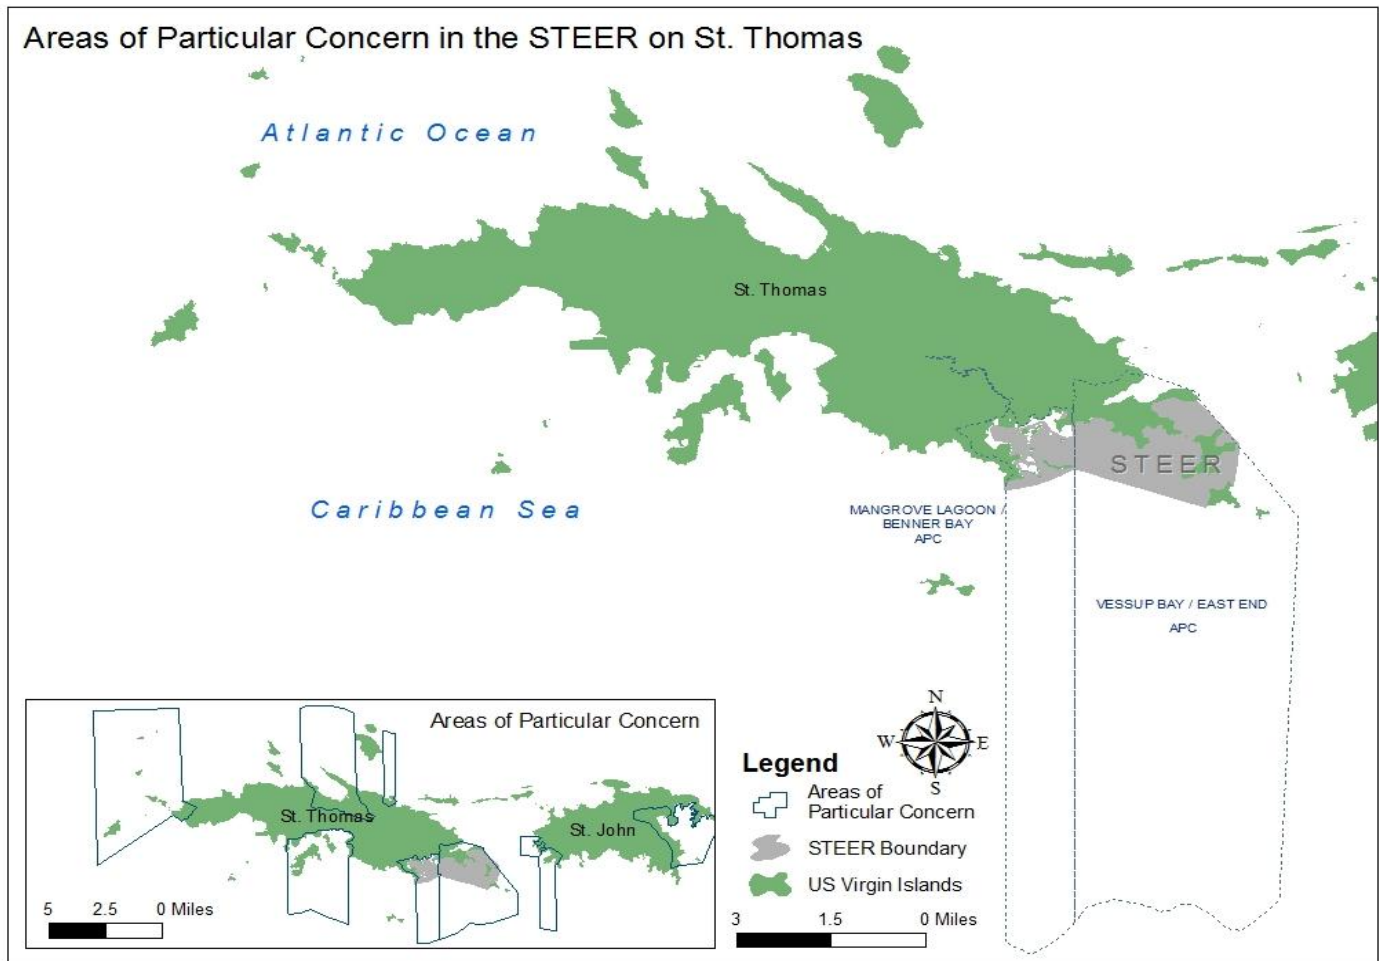 Areas of Particular Concern in the STEER on St. Thomas
Atlantic Ocean
St. Thomas
STEER
Caribbean Sea
MANGROVE LAGOON /
BENNER BAY
APC
VESSUP BAY / EAST END
APC
Areas of Particular Concern
St. Thomas
St. John
5 2.5 0 Miles
N
W E
S
Legend
Areas of
Particular Concern
STEER Boundary
US Virgin Islands
3 1.5 0 Miles